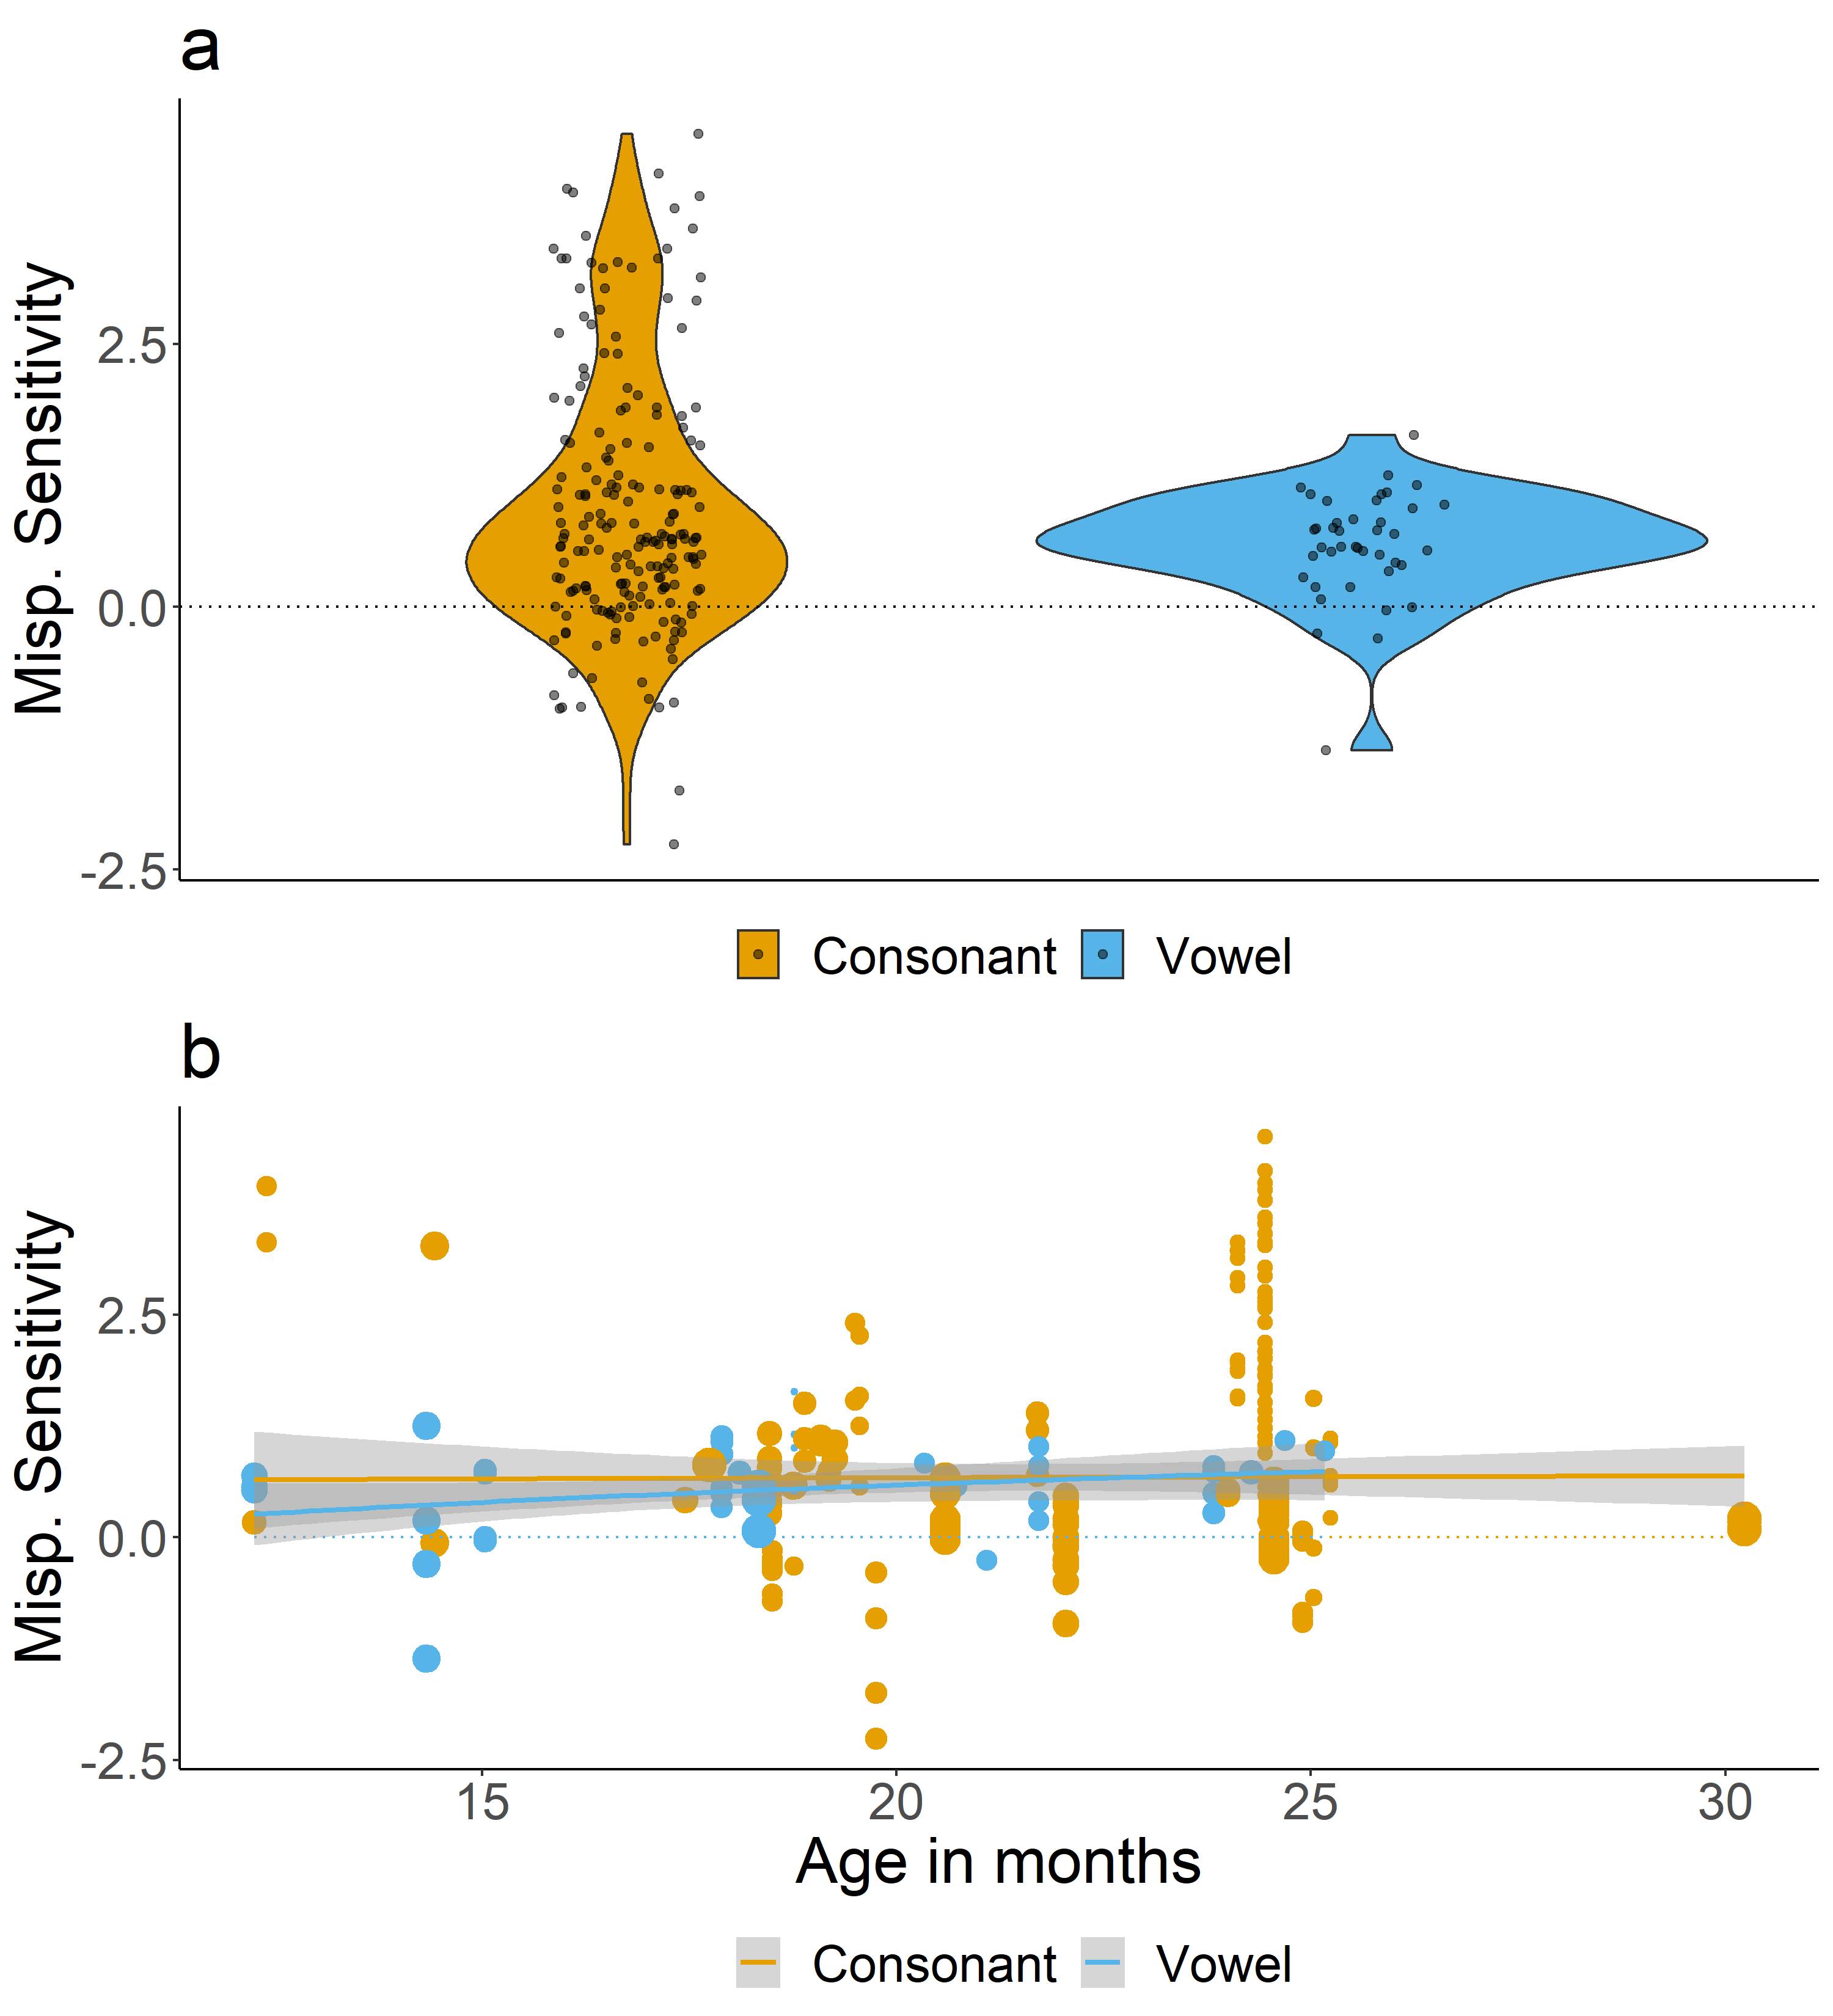 a
Misp. Sensitivity
2.5
0.0
-2.5
Consonant Vowel
b
Misp. Sensitivity
2.5
0.0
-2.5
15 20 25 30
Age in months
Consonant Vowel